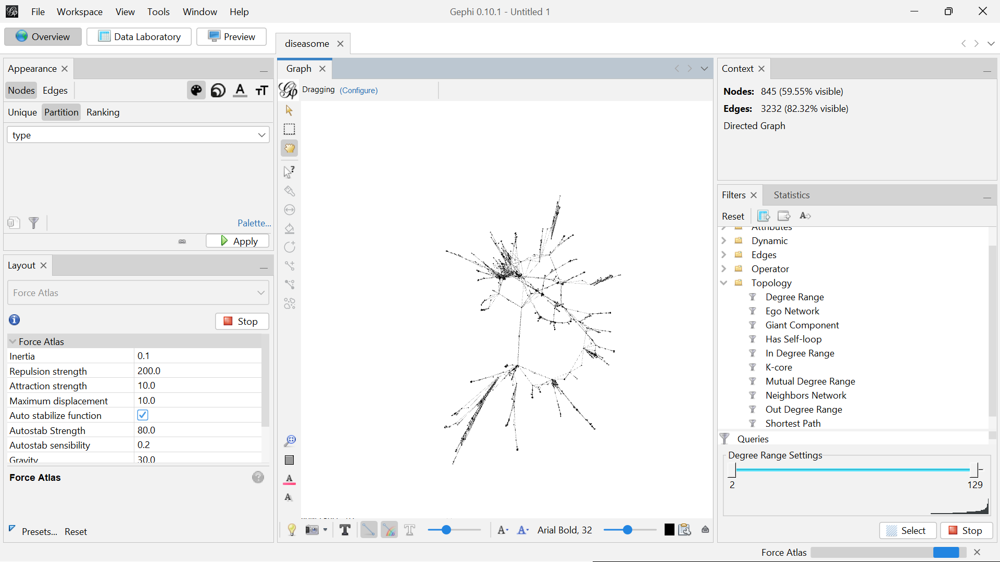 File Workspace View Tools Window Help
Gephi 0.10.1 - Untitled 1
Overview Data Laboratory Preview
diseasome
Appearance
Nodes Edges
Unique Partition Ranking
type
Palette...
Apply
Layout
Force Atlas
Stop
Force Atlas
Inertia 0.1
Repulsion strength 200.0
Attraction strength 10.0
Maximum displacement 10.0
Auto stabilize function
Autostab Strength 80.0
Autostab sensibility 0.2
Gravity 30.0
Force Atlas
Presets... Reset
Graph
Dragging (Configure)
Arial Bold, 32
Context
Nodes: 845 (59.55% visible)
Edges: 3232 (82.32% visible)
Directed Graph
Filters Statistics
Reset
Attributes
Dynamic
Edges
Operator
Topology
Degree Range
Ego Network
Giant Component
Has Self-loop
In Degree Range
K-core
Mutual Degree Range
Neighbors Network
Out Degree Range
Shortest Path
Queries
Degree Range Settings
2 129
Select Stop
Force Atlas